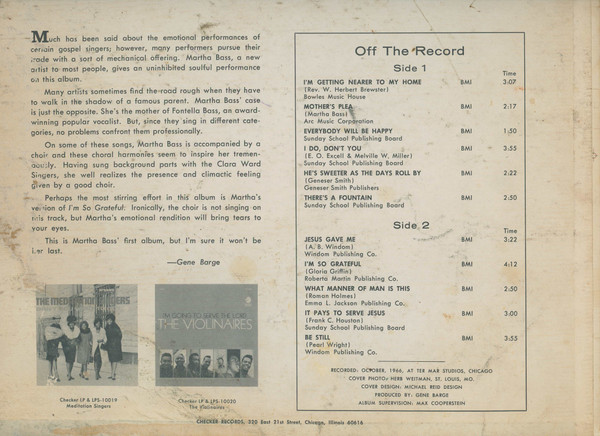 Much has been said about the emotional performances of
certain gospel singers; however, many performers pursue their
trade with a sort of mechanical offering. Martha Bass, a new
artist to most people, gives an uninhibited soulful performance
on this album.
Many artists sometimes find the road rough when they have
to walk in the shadow of a famous parent. Martha Bass' case
is just the opposite. She's the mother of Fontella Bass, an award-
winning popular vocalist. But, since they sing in different cate-
gories, no problems confront them professionally.
On some of these songs, Martha Bass is accompanied by a
choir and these choral harmonies seem to inspire her tremen-
dously. Having sung background parts with the Clara Ward
Singers, she well realizes the presence and climactic feeling
given by a good choir.
Perhaps the most stirring effort in this album is Martha's
version of I'm So Grateful. Ironically, the choir is not singing on
this track, but Martha's emotional rendition will bring tears to
your eyes.
This is Martha Bass' first album, but I'm sure it won't be
her last.
—Gene Barge
THE MEDITATION SINGERS
Checker LP & LPS-10019
Meditation Singers
I'M GOING TO SERVE THE LORD
THE VIOLINAIRES
Checker LP & LPS-10020
The Violinaires
Off The Record
Side 1
Time
I'M GETTING NEARER TO MY HOME BMI 3:07
(Rev. W. Herbert Brewster)
Bowles Music House
MOTHER'S PLEA BMI 2:17
(Martha Bass)
Arc Music Corporation
EVERYBODY WILL BE HAPPY BMI 1:50
Sunday School Publishing Board
I DO, DON'T YOU BMI 3:55
(E. O. Excell & Melville W. Miller)
Sunday School Publishing Board
HE'S SWEETER AS THE DAYS ROLL BY BMI 2:22
(Geneser Smith)
Geneser Smith Publishers
THERE'S A FOUNTAIN BMI 2:50
Sunday School Publishing Board
Side 2
Time
JESUS GAVE ME BMI 3:22
(A. B. Windom)
Windom Publishing Co.
I'M SO GRATEFUL BMI 4:12
(Gloria Griffin)
Roberta Martin Publishing Co.
WHAT MANNER OF MAN IS THIS BMI 2:50
(Roman Holmes)
Emma L. Jackson Publishing Co.
IT PAYS TO SERVE JESUS BMI 3:00
(Frank C. Houston)
Sunday School Publishing Board
BE STILL BMI 3:55
(Pearl Wright)
Windom Publishing Co.
RECORDED: OCTOBER, 1966, AT TER MAR STUDIOS, CHICAGO
COVER PHOTO: HERB WEITMAN, ST. LOUIS, MO.
COVER DESIGN: MICHAEL REID DESIGN
PRODUCED BY: GENE BARGE
ALBUM SUPERVISION: MAX COOPERSTEIN
CHECKER RECORDS, 320 East 21st Street, Chicago, Illinois 60616